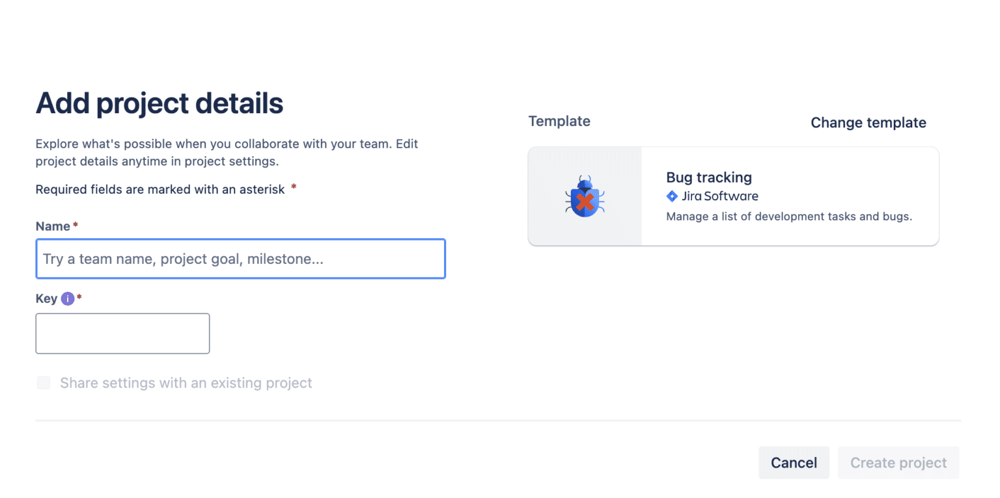 Add project details
Explore what's possible when you collaborate with your team. Edit
project details anytime in project settings.
Required fields are marked with an asterisk *
Name *
Try a team name, project goal, milestone...
Key i *
Share settings with an existing project
Template
Change template
Bug tracking
Jira Software
Manage a list of development tasks and bugs.
Cancel
Create project